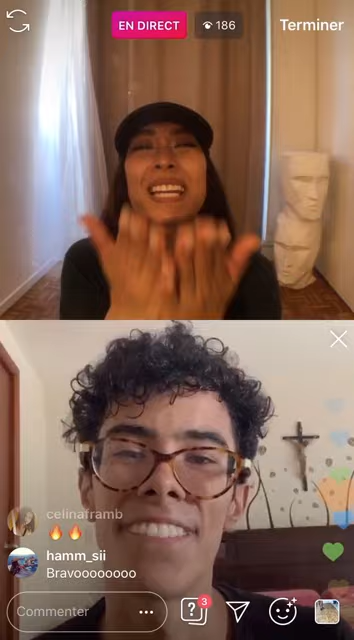 EN DIRECT
186
Terminer
celinaframb
🔥🔥
hamm_sii
Bravoooooooo
Commenter
3